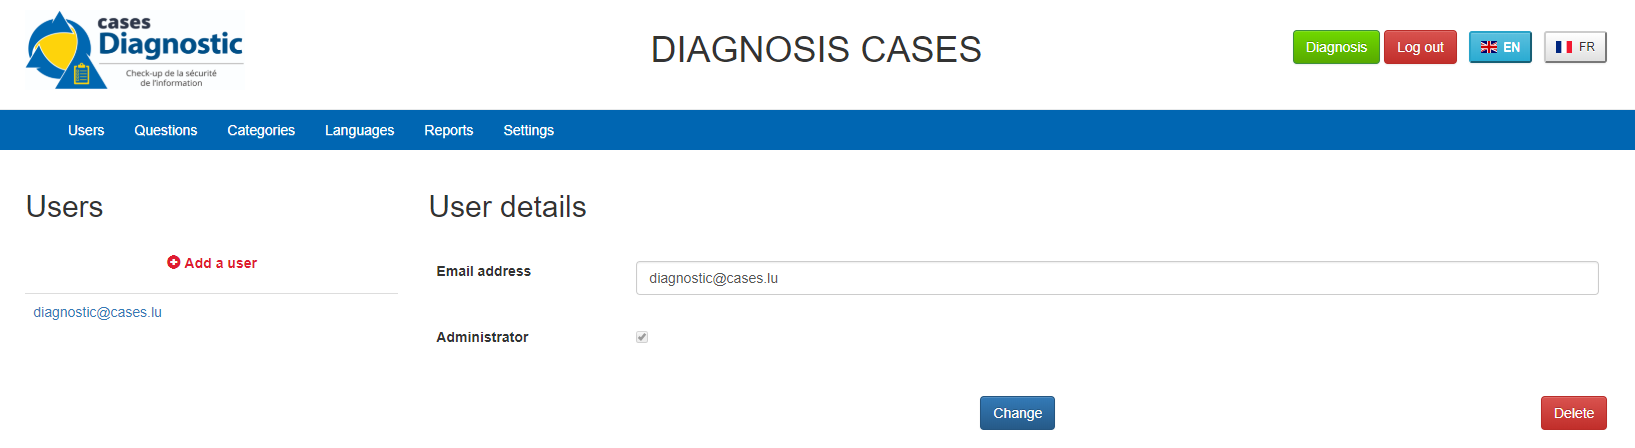 cases
Diagnostic
Check-up de la sécurité
de l'information
DIAGNOSIS CASES
Diagnosis
Log out
EN
FR
Users
Questions
Categories
Languages
Reports
Settings
Users
Add a user
diagnostic@cases.lu
User details
Email address
diagnostic@cases.lu
Administrator
Change
Delete